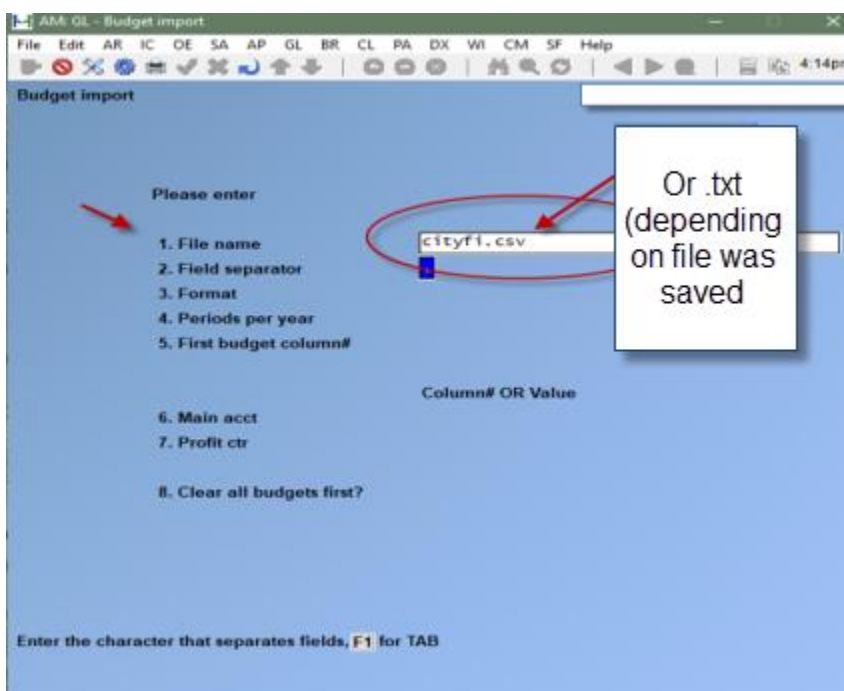 AM: GL - Budget import
File Edit AR IC OE SA AP GL BR CL PA DX WI CM SF Help
4:14pm
Budget import
Please enter
1. File name
cityfi.csv
2. Field separator
3. Format
4. Periods per year
5. First budget column#
Or .txt
(depending
on file was
saved
Column# OR Value
6. Main acct
7. Profit ctr
8. Clear all budgets first?
Enter the character that separates fields, F1 for TAB